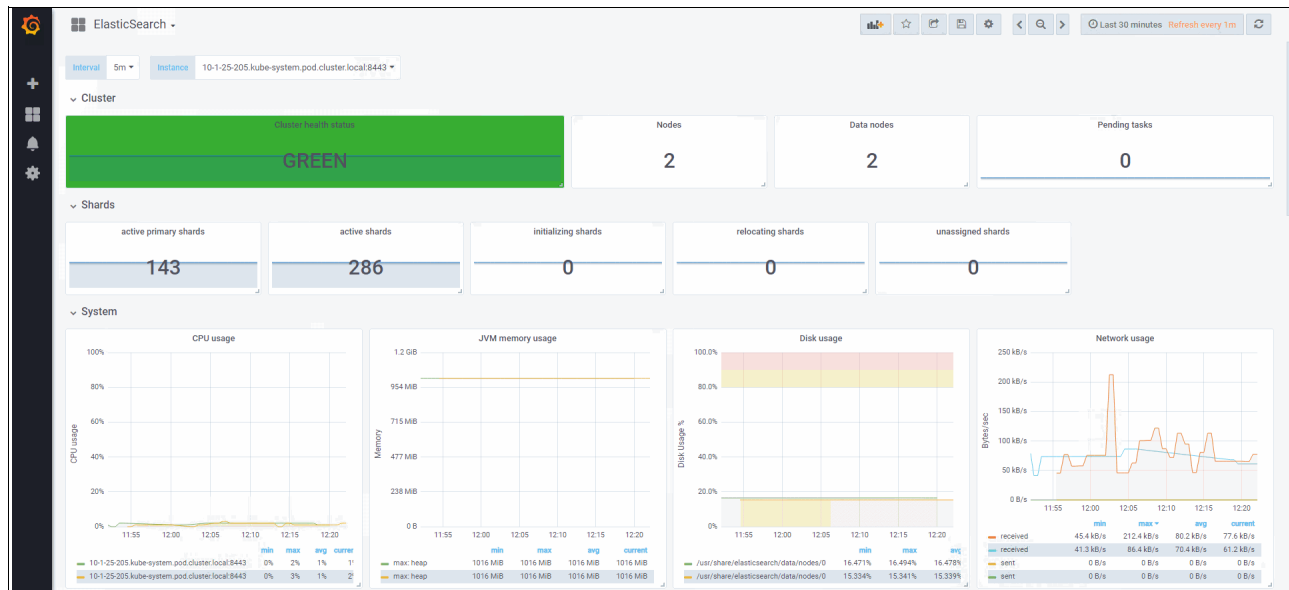 ElasticSearch
Last 30 minutes Refresh every 1m
Interval 5m Instance 10-1-25-205.kube-system.pod.cluster.local:8443
Cluster
Cluster health status
GREEN
Nodes
2
Data nodes
2
Pending tasks
0
Shards
active primary shards
143
active shards
286
initializing shards
0
relocating shards
0
unassigned shards
0
System
CPU usage
100%
80%
60%
40%
20%
0%
CPU usage
11:55 12:00 12:05 12:10 12:15 12:20
min max avg curren
10-1-25-205.kube-system.pod.cluster.local:8443 0% 2% 1%
10-1-25-205.kube-system.pod.cluster.local:8443 0% 3% 1%
JVM memory usage
1.2 GiB
954 MiB
715 MiB
477 MiB
238 MiB
0 B
Memory
11:55 12:00 12:05 12:10 12:15 12:20
min max avg current
max: heap 1016 MiB 1016 MiB 1016 MiB 1016 MiB
max: heap 1016 MiB 1016 MiB 1016 MiB 1016 MiB
Disk usage
100.0%
80.0%
60.0%
40.0%
20.0%
0%
Disk Usage %
11:55 12:00 12:05 12:10 12:15 12:20
min max avg
/usr/share/elasticsearch/data/nodes/0 16.471% 16.494% 16.478%
/usr/share/elasticsearch/data/nodes/0 15.334% 15.341% 15.339%
Network usage
250 kB/s
200 kB/s
150 kB/s
100 kB/s
50 kB/s
0 B/s
Bytes/sec
11:55 12:00 12:05 12:10 12:15 12:20
min max avg current
received 45.4 kB/s 212.4 kB/s 80.2 kB/s 77.6 kB/s
received 41.3 kB/s 86.4 kB/s 70.4 kB/s 61.2 kB/s
sent 0 B/s 0 B/s 0 B/s 0 B/s
sent 0 B/s 0 B/s 0 B/s 0 B/s